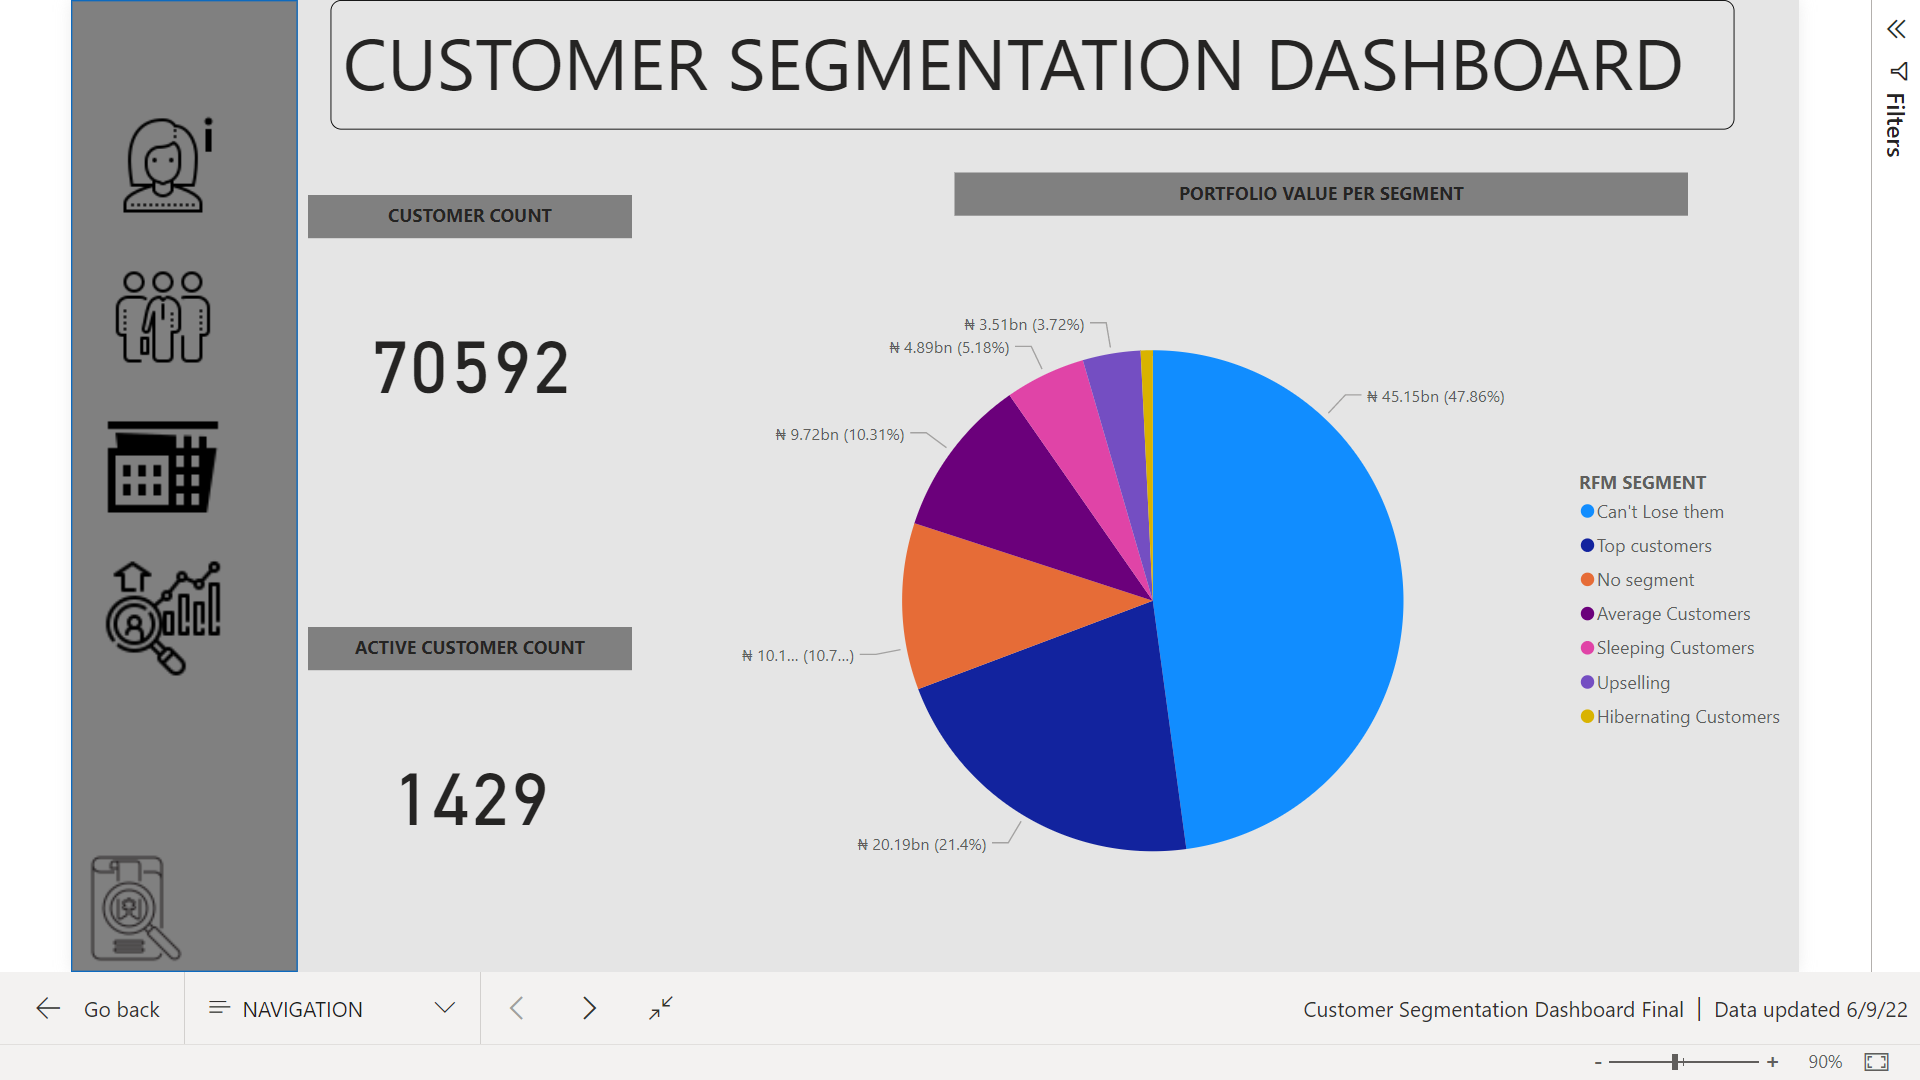 CUSTOMER SEGMENTATION DASHBOARD
Filters
i
CUSTOMER COUNT
70592
ACTIVE CUSTOMER COUNT
1429
PORTFOLIO VALUE PER SEGMENT
₦ 3.51bn (3.72%)
₦ 4.89bn (5.18%)
₦ 45.15bn (47.86%)
₦ 9.72bn (10.31%)
₦ 10.1... (10.7...)
₦ 20.19bn (21.4%)
RFM SEGMENT
Can't Lose them
Top customers
No segment
Average Customers
Sleeping Customers
Upselling
Hibernating Customers
Go back
NAVIGATION
Customer Segmentation Dashboard Final | Data updated 6/9/22
- + 90%